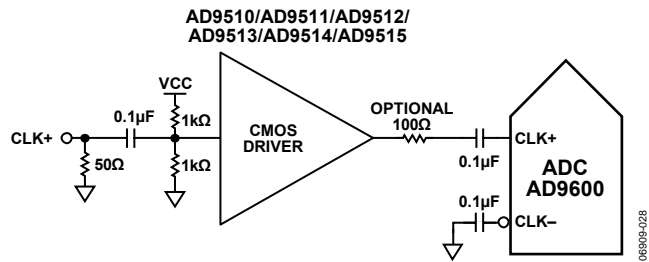 AD9510/AD9511/AD9512/
AD9513/AD9514/AD9515
VCC
0.1µF
1kΩ
CLK+
50Ω
1kΩ
CMOS
DRIVER
OPTIONAL
100Ω
0.1µF
CLK+
ADC
AD9600
0.1µF
CLK–
06909-028